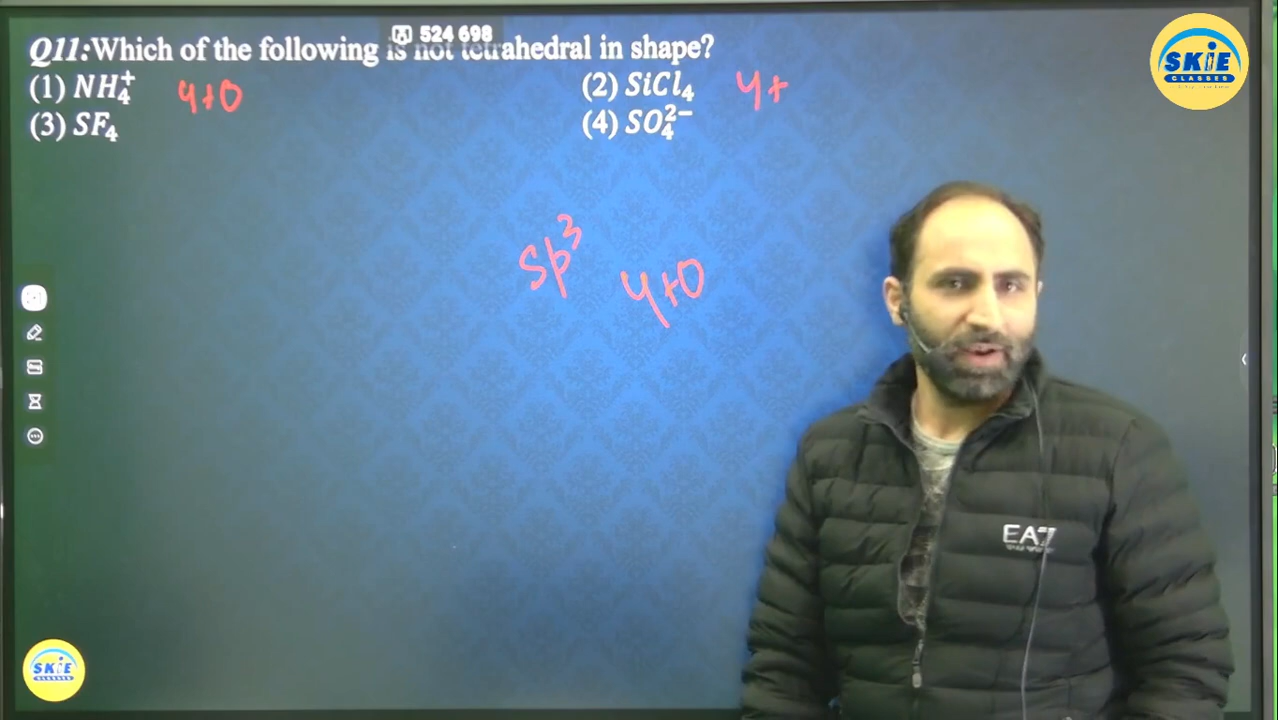 524 698
Q11:Which of the following is not tetrahedral in shape?
(1) NH₄⁺ 4+0 (2) SiCl₄ 4+
(3) SF₄ (4) SO₄²⁻
sp³ 4+0
SKIE
CLASSES
EA7
SKIE
CLASSES